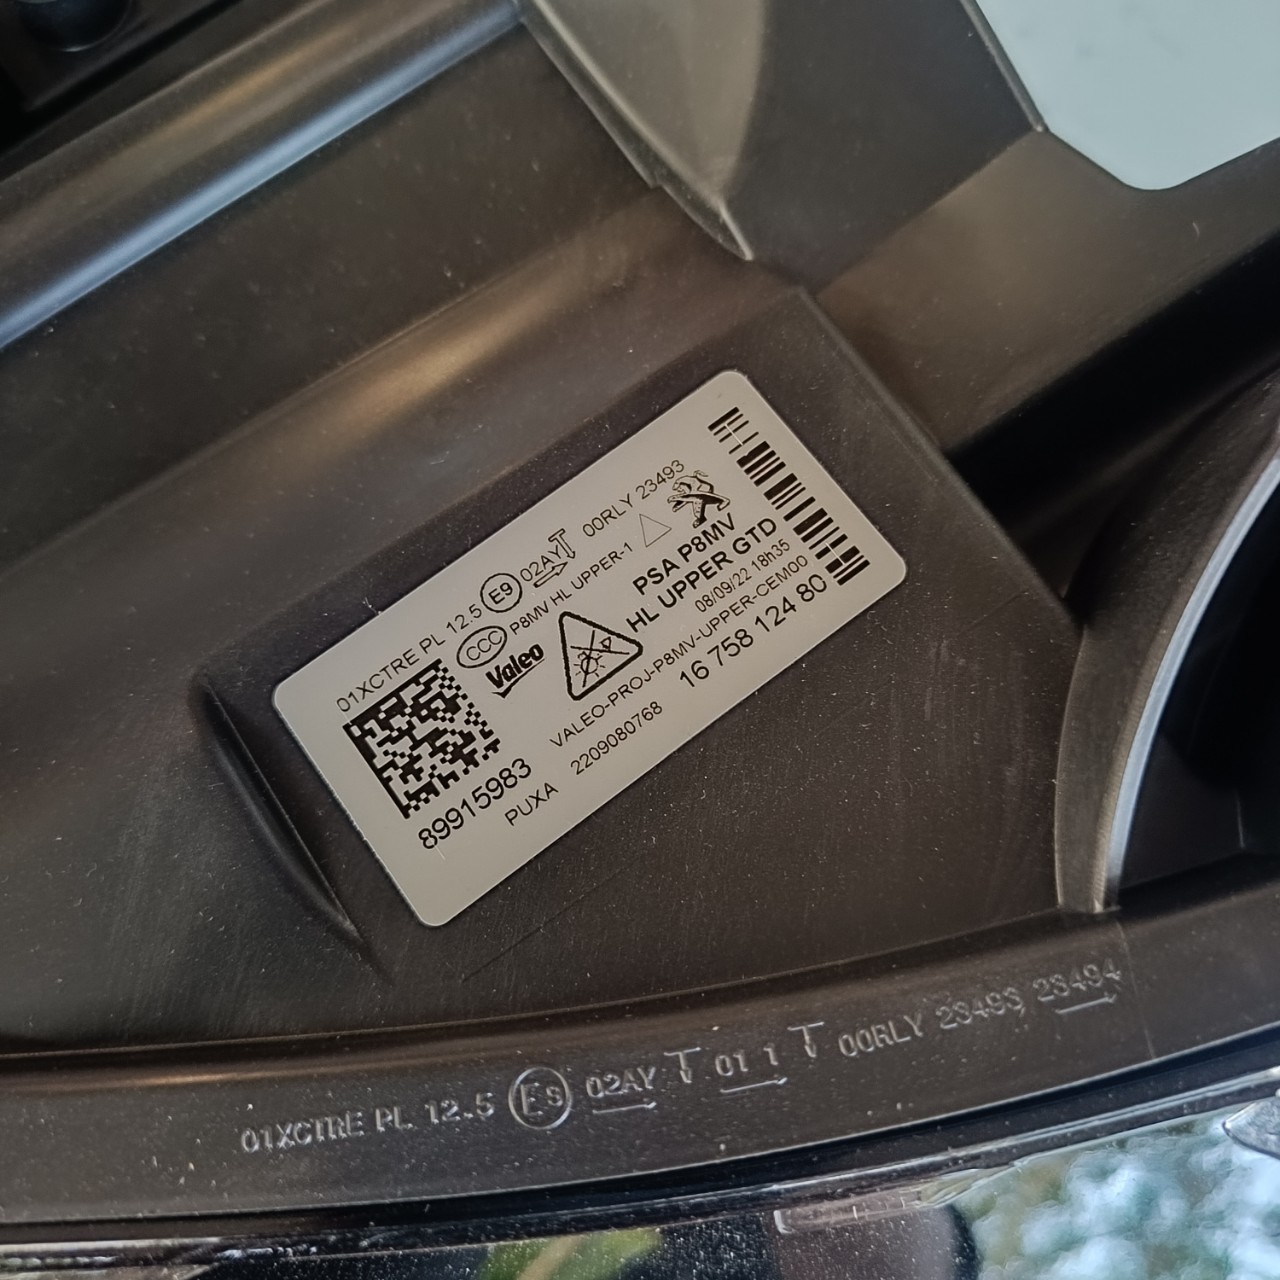 01XCTRE PL 12.5 E9 02AY 00RLY 23493
CCC P8MV HL UPPER-1
Valeo
PSA P8MV
HL UPPER GTD
08/09/22 18h35
VALEO-PROJ-P8MV-UPPER-CEM00
16 758 124 80
89915983
PUXA 2209080768
01XCTRE PL 12.5 E9 02AY 01 1 00RLY 23493 23494